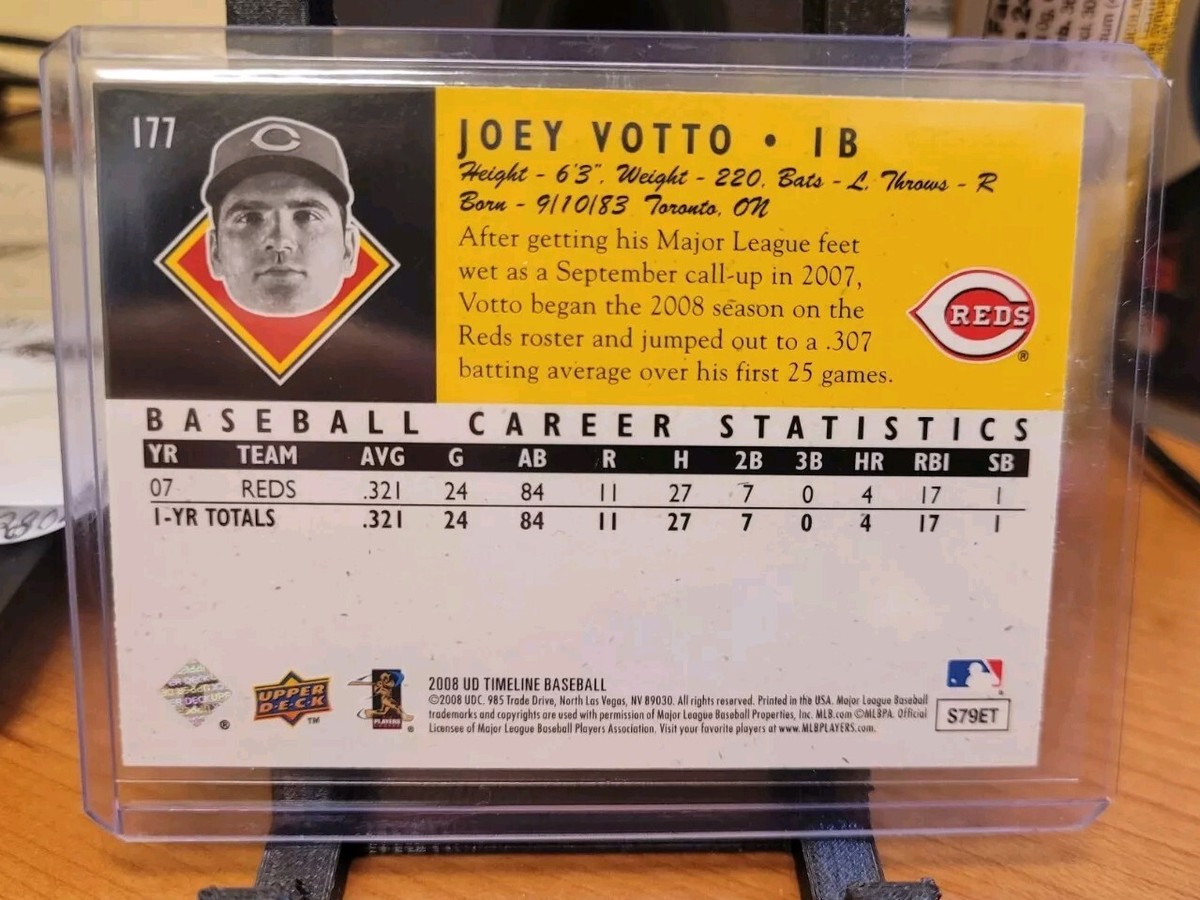 177
C
JOEY VOTTO • 1B
Height - 6'3", Weight - 220, Bats - L, Throws - R
Born - 9/10/83 Toronto, ON
After getting his Major League feet
wet as a September call-up in 2007,
Votto began the 2008 season on the
Reds roster and jumped out to a .307
batting average over his first 25 games.
REDS ®
BASEBALL CAREER STATISTICS
YR TEAM AVG G AB R H 2B 3B HR RBI SB
07 REDS .321 24 84 11 27 7 0 4 17 1
1-YR TOTALS .321 24 84 11 27 7 0 4 17 1
®
UPPER
D·E·C·K
TM
PLAYERS
®
2008 UD TIMELINE BASEBALL
©2008 UDC. 985 Trade Drive, North Las Vegas, NV 89030. All rights reserved. Printed in the USA. Major League Baseball
trademarks and copyrights are used with permission of Major League Baseball Properties, Inc. MLB.com ©MLBPA. Official
Licensee of Major League Baseball Players Association. Visit your favorite players at www.MLBPLAYERS.com.
S79ET